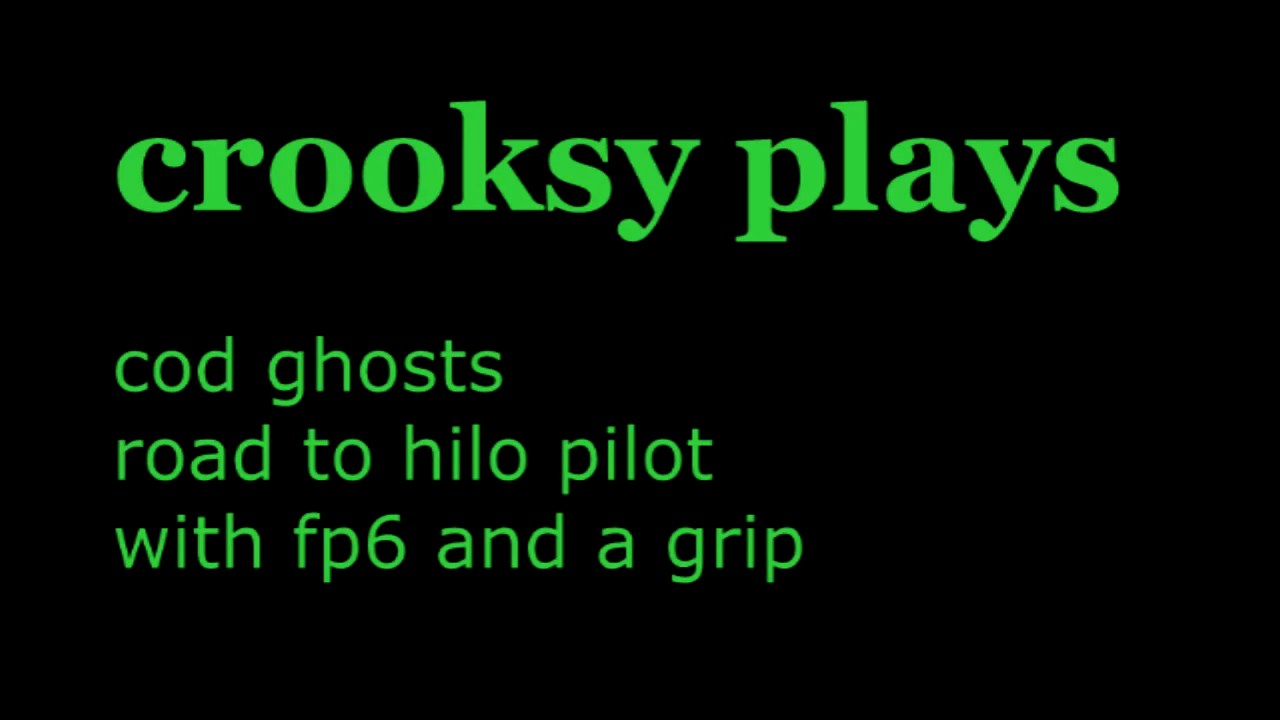 crooksy plays
cod ghosts
road to hilo pilot
with fp6 and a grip